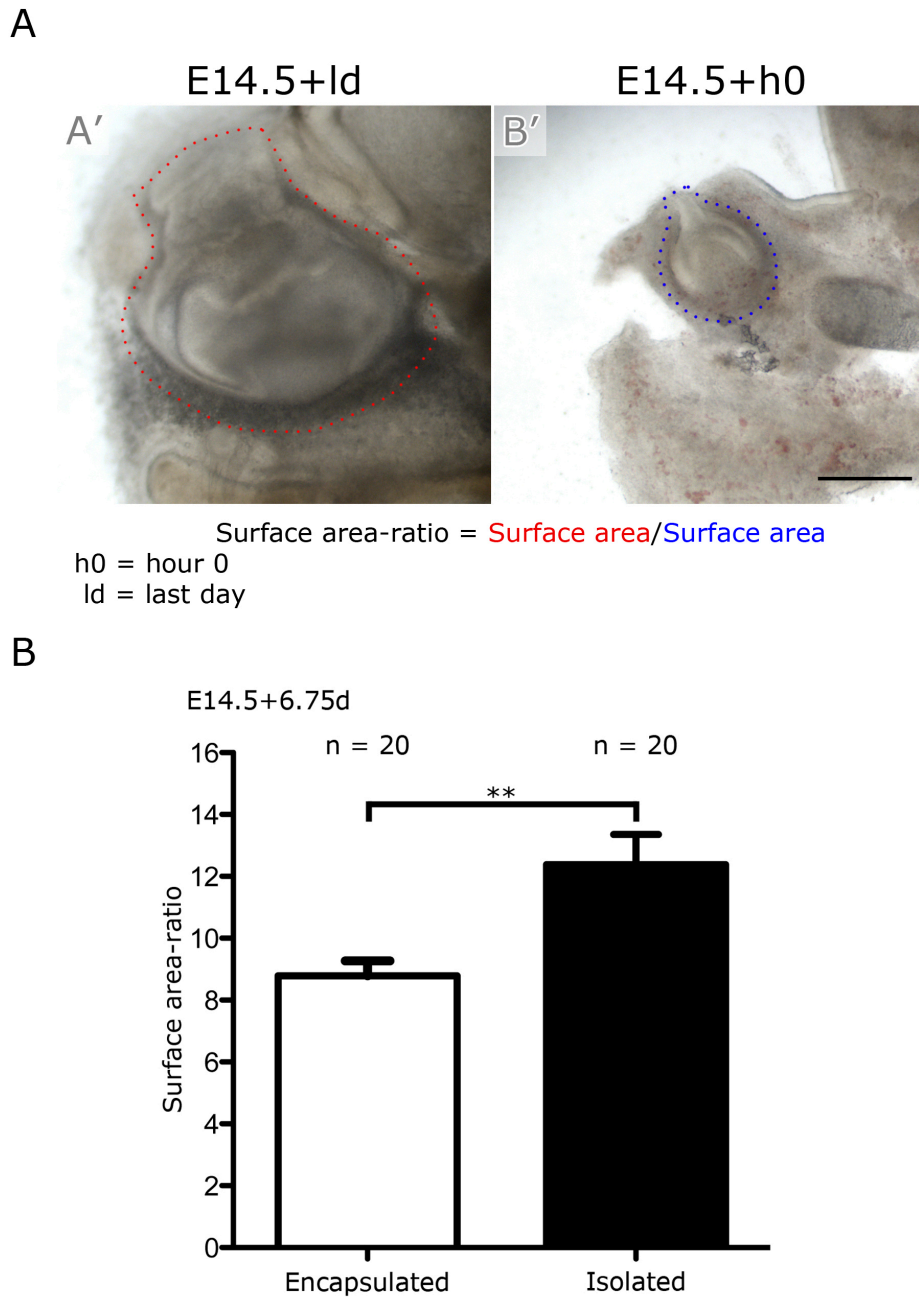 A
E14.5+ld
E14.5+h0
A′
B′
Surface area-ratio = Surface area/Surface area
h0 = hour 0
ld = last day
B
E14.5+6.75d
n = 20
n = 20
**
16
14
12
10
8
6
4
2
0
Surface area-ratio
Encapsulated
Isolated